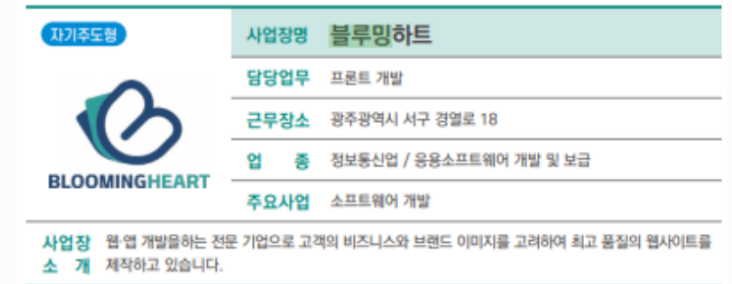 자기주도형
사업장명 블루밍하트
담당업무 프론트 개발
근무장소 광주광역시 서구 경열로 18
업 종 정보통신업 / 응용소프트웨어 개발 및 보급
주요사업 소프트웨어 개발
BLOOMINGHEART
사업장 웹·앱 개발을하는 전문 기업으로 고객의 비즈니스와 브랜드 이미지를 고려하여 최고 품질의 웹사이트를
소 개 제작하고 있습니다.